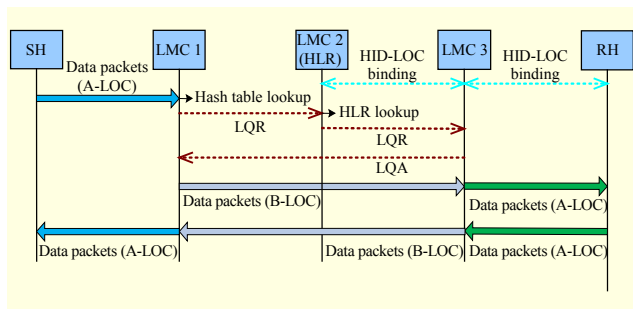 SH
LMC 1
LMC 2
(HLR)
LMC 3
RH
Data packets
(A-LOC)
HID-LOC
binding
HID-LOC
binding
Hash table lookup
HLR lookup
LQR
LQR
LQA
Data packets (B-LOC)
Data packets (A-LOC)
Data packets (A-LOC)
Data packets (B-LOC)
Data packets (A-LOC)